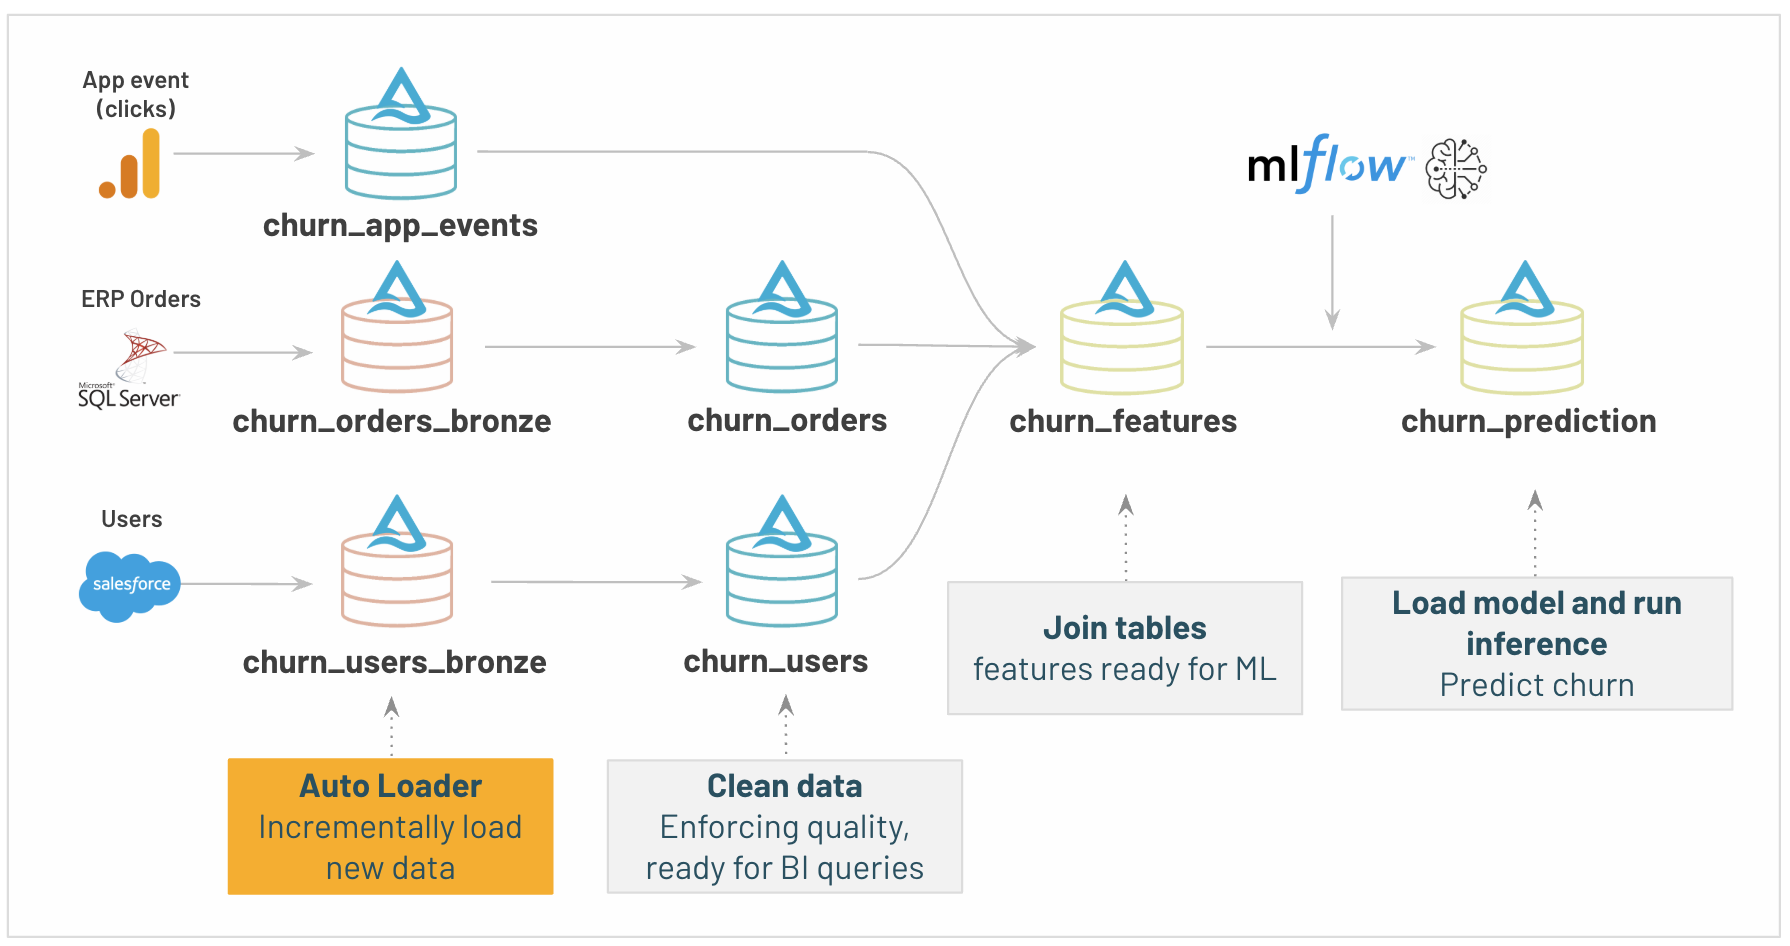 App event
(clicks)
churn_app_events
mlflow™
ERP Orders
Microsoft®
SQL Server®
churn_orders_bronze
churn_orders
churn_features
churn_prediction
Users
salesforce
churn_users_bronze
churn_users
Join tables
features ready for ML
Load model and run
inference
Predict churn
Auto Loader
Incrementally load
new data
Clean data
Enforcing quality,
ready for BI queries